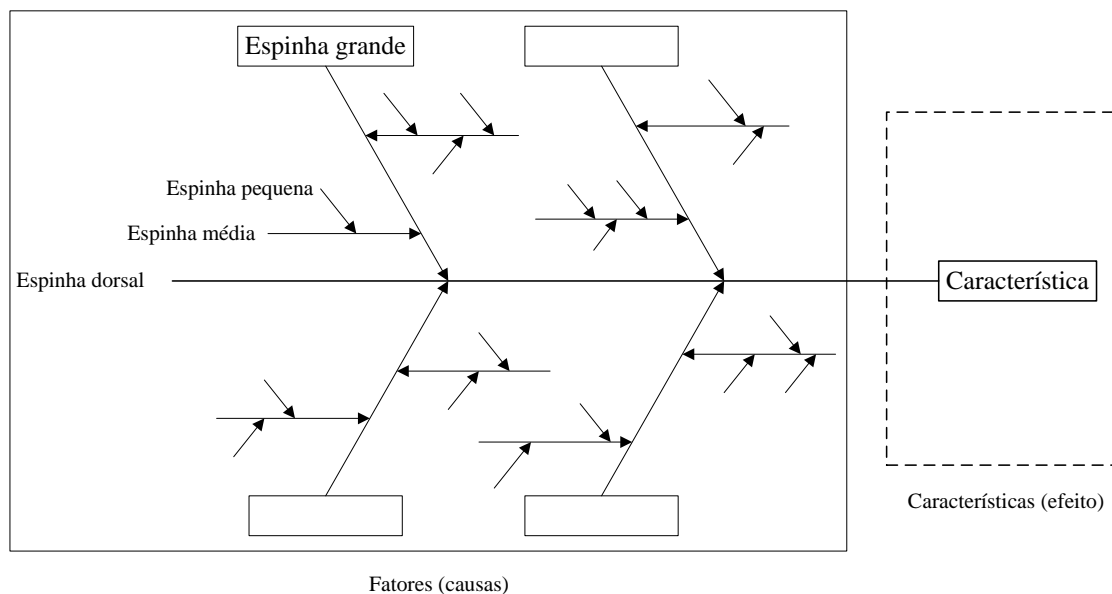 Espinha grande
Espinha pequena
Espinha média
Espinha dorsal
Característica
Características (efeito)
Fatores (causas)